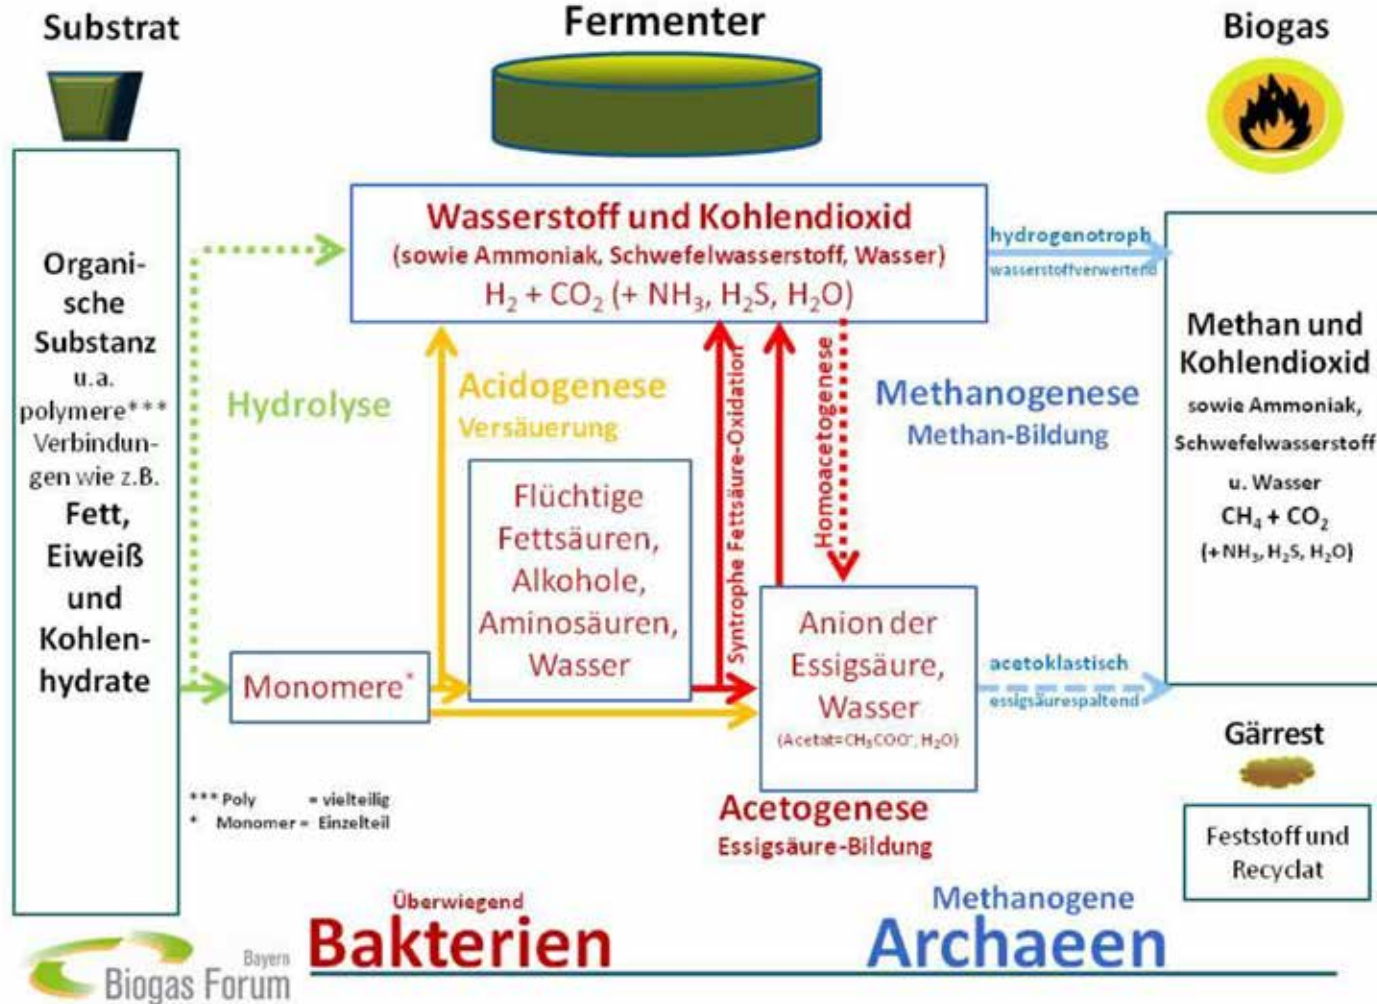 Substrat
Fermenter
Biogas
Organi-
sche
Substanz
u.a.
polymere***
Verbindun-
gen wie z.B.
Fett,
Eiweiß
und
Kohlen-
hydrate
Wasserstoff und Kohlendioxid
(sowie Ammoniak, Schwefelwasserstoff, Wasser)
H₂ + CO₂ (+ NH₃, H₂S, H₂O)
hydrogenotroph
wasserstoffverwertend
Hydrolyse
Acidogenese
Versäuerung
Syntrophe Fettsäure-Oxidation
Homoacetogenese
Methanogenese
Methan-Bildung
Flüchtige
Fettsäuren,
Alkohole,
Aminosäuren,
Wasser
Monomere*
Anion der
Essigsäure,
Wasser
(Acetat=CH₃COO⁻, H₂O)
acetoklastisch
essigsäurespaltend
Acetogenese
Essigsäure-Bildung
Methan und
Kohlendioxid
sowie Ammoniak,
Schwefelwasserstoff
u. Wasser
CH₄ + CO₂
(+ NH₃, H₂S, H₂O)
Gärrest
Feststoff und
Recyclat
*** Poly = vielteilig
* Monomer = Einzelteil
Überwiegend
Bakterien
Methanogene
Archaeen
Bayern
Biogas Forum